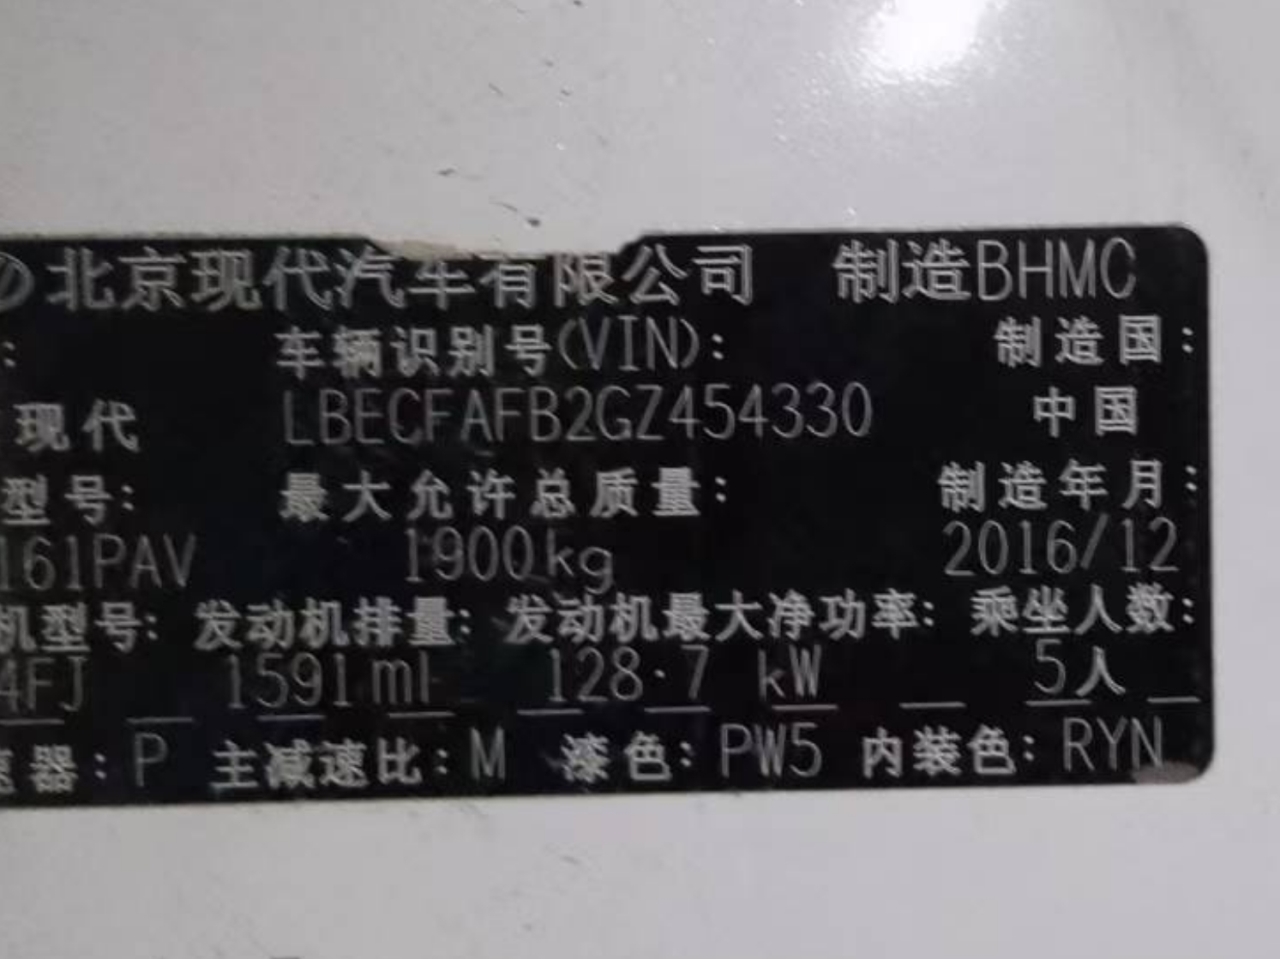 北京现代汽车有限公司 制造BHMC
: 车辆识别号(VIN): 制造国:
现代 LBECFAFB2GZ454330 中国
型号: 最大允许总质量: 制造年月:
161PAV 1900kg 2016/12
机型号: 发动机排量: 发动机最大净功率: 乘坐人数:
4FJ 1591ml 128·7 kW 5人
速器: P 主减速比: M 漆色: PW5 内装色: RYN